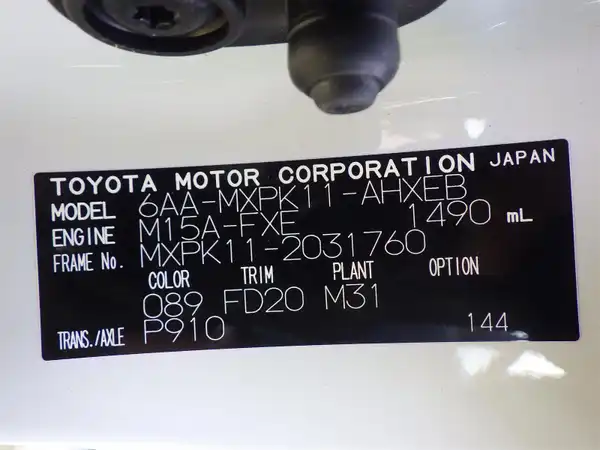 TOYOTA MOTOR CORPORATION JAPAN
MODEL 6AA-MXPK11-AHXEB
ENGINE M15A-FXE 1490 mL
FRAME No. MXPK11-2031760
COLOR TRIM PLANT OPTION
089 FD20 M31
TRANS./AXLE P910 144